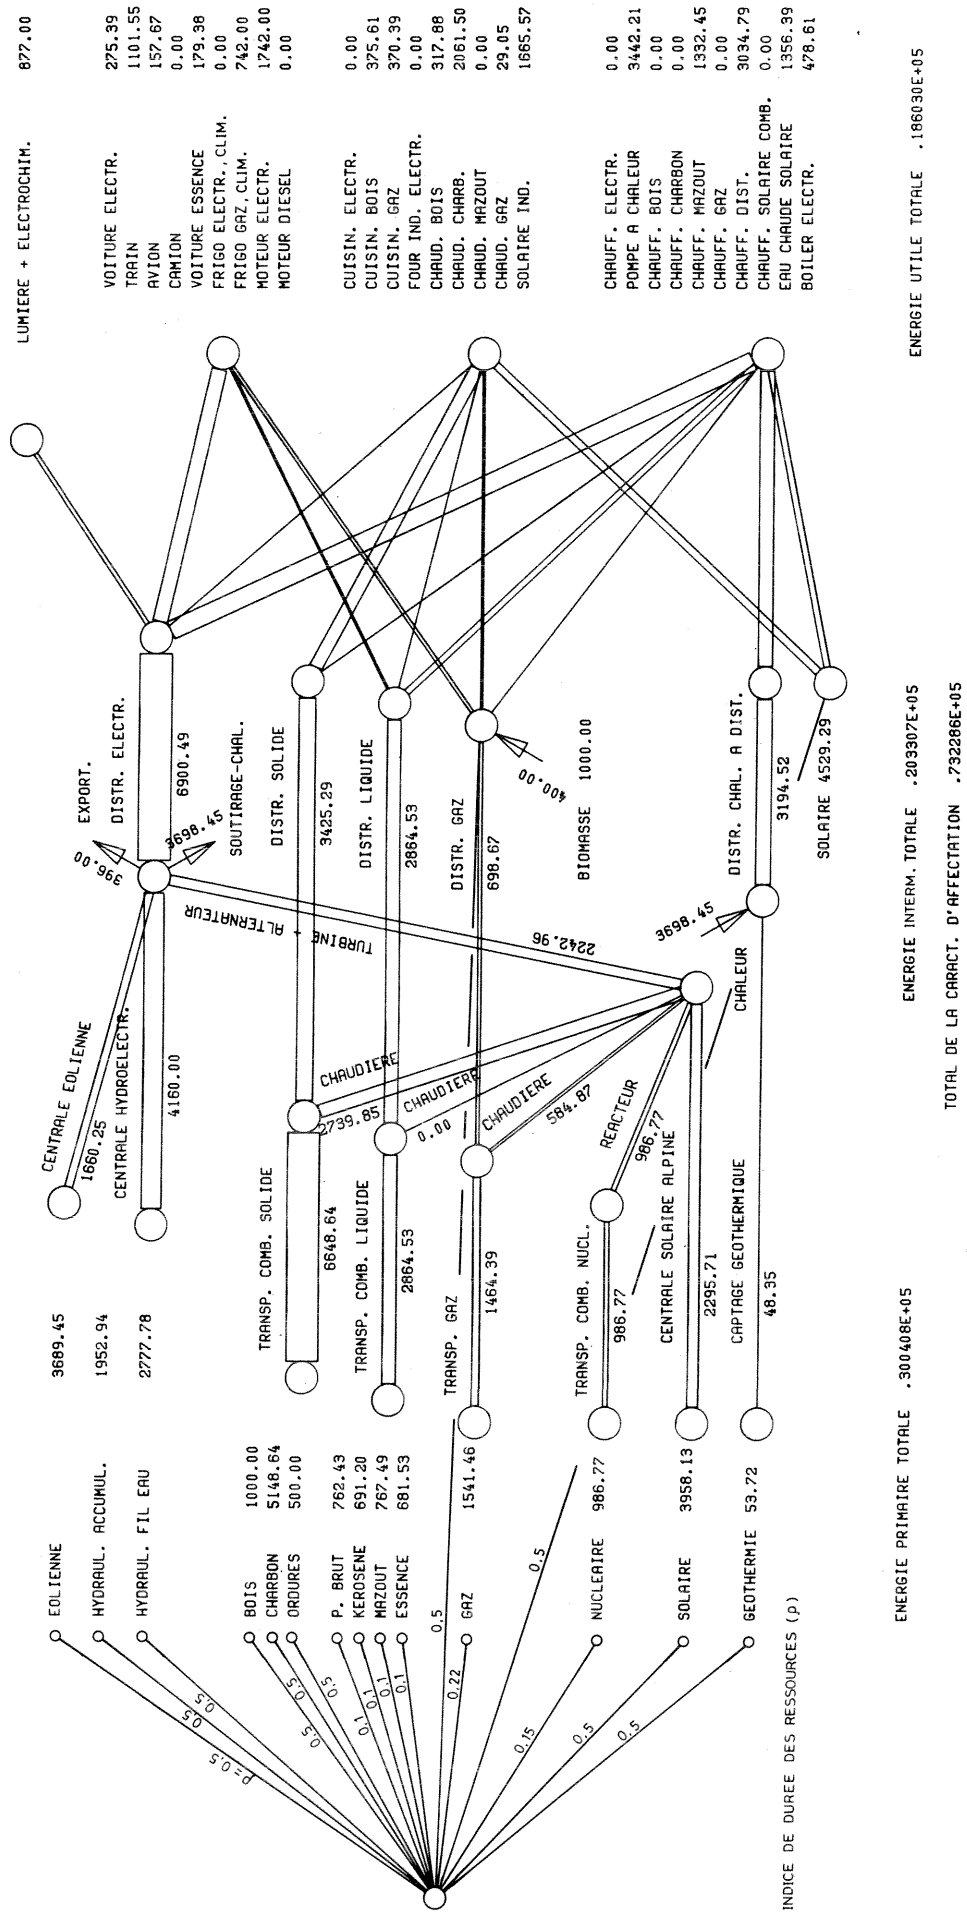 EOLIENNE 3689.45
HYDRAUL. ACCUMUL. 1952.94
HYDRAUL. FIL EAU 2777.78
BOIS 1000.00
CHARBON 5148.64
ORDURES 500.00
P. BRUT 762.43
KEROSENE 691.20
MAZOUT 767.49
ESSENCE 681.53
GAZ 1541.46
NUCLEAIRE 986.77
SOLAIRE 3958.13
GEOTHERMIE 53.72
ρ=0.5
0.5
0.5
0.5
0.5
0.5
0.1
0.1
0.1
0.1
0.5
0.22
0.5
0.15
0.5
0.5
INDICE DE DUREE DES RESSOURCES (ρ)
CENTRALE EOLIENNE
1660.25
CENTRALE HYDROELECTR.
4160.00
TRANSP. COMB. SOLIDE
6648.64
TRANSP. COMB. LIQUIDE
2864.53
TRANSP. GAZ
1464.39
TRANSP. COMB. NUCL.
986.77
CENTRALE SOLAIRE ALPINE
2295.71
CAPTAGE GEOTHERMIQUE
48.35
CHAUDIERE
2739.85
CHAUDIERE
0.00
CHAUDIERE
584.87
REACTEUR
986.77
CHALEUR
TURBINE + ALTERNATEUR
2242.96
EXPORT.
396.00
3698.45
SOUTIRAGE-CHAL.
DISTR. ELECTR.
6900.49
DISTR. SOLIDE
3425.29
DISTR. LIQUIDE
2864.53
DISTR. GAZ
698.67
400.00
BIOMASSE 1000.00
3698.45
DISTR. CHAL. A DIST.
3194.52
SOLAIRE 4529.29
LUMIERE + ELECTROCHIM. 877.00
VOITURE ELECTR. 275.39
TRAIN 1101.55
AVION 157.67
CAMION 0.00
VOITURE ESSENCE 179.38
FRIGO ELECTR.,CLIM. 0.00
FRIGO GAZ,CLIM. 742.00
MOTEUR ELECTR. 1742.00
MOTEUR DIESEL 0.00
CUISIN. ELECTR. 0.00
CUISIN. BOIS 375.61
CUISIN. GAZ 370.39
FOUR IND. ELECTR. 0.00
CHAUD. BOIS 317.88
CHAUD. CHARB. 2061.50
CHAUD. MAZOUT 0.00
CHAUD. GAZ 29.05
SOLAIRE IND. 1665.57
CHAUFF. ELECTR. 0.00
POMPE A CHALEUR 3442.21
CHAUFF. BOIS 0.00
CHAUFF. CHARBON 0.00
CHAUFF. MAZOUT 1332.45
CHAUFF. GAZ 0.00
CHAUFF. DIST. 3034.79
CHAUFF. SOLAIRE COMB. 0.00
EAU CHAUDE SOLAIRE 1356.39
BOILER ELECTR. 478.61
ENERGIE PRIMAIRE TOTALE .300408E+05
ENERGIE INTERM. TOTALE .203307E+05
ENERGIE UTILE TOTALE .186030E+05
TOTAL DE LA CARACT. D'AFFECTATION .732286E+05